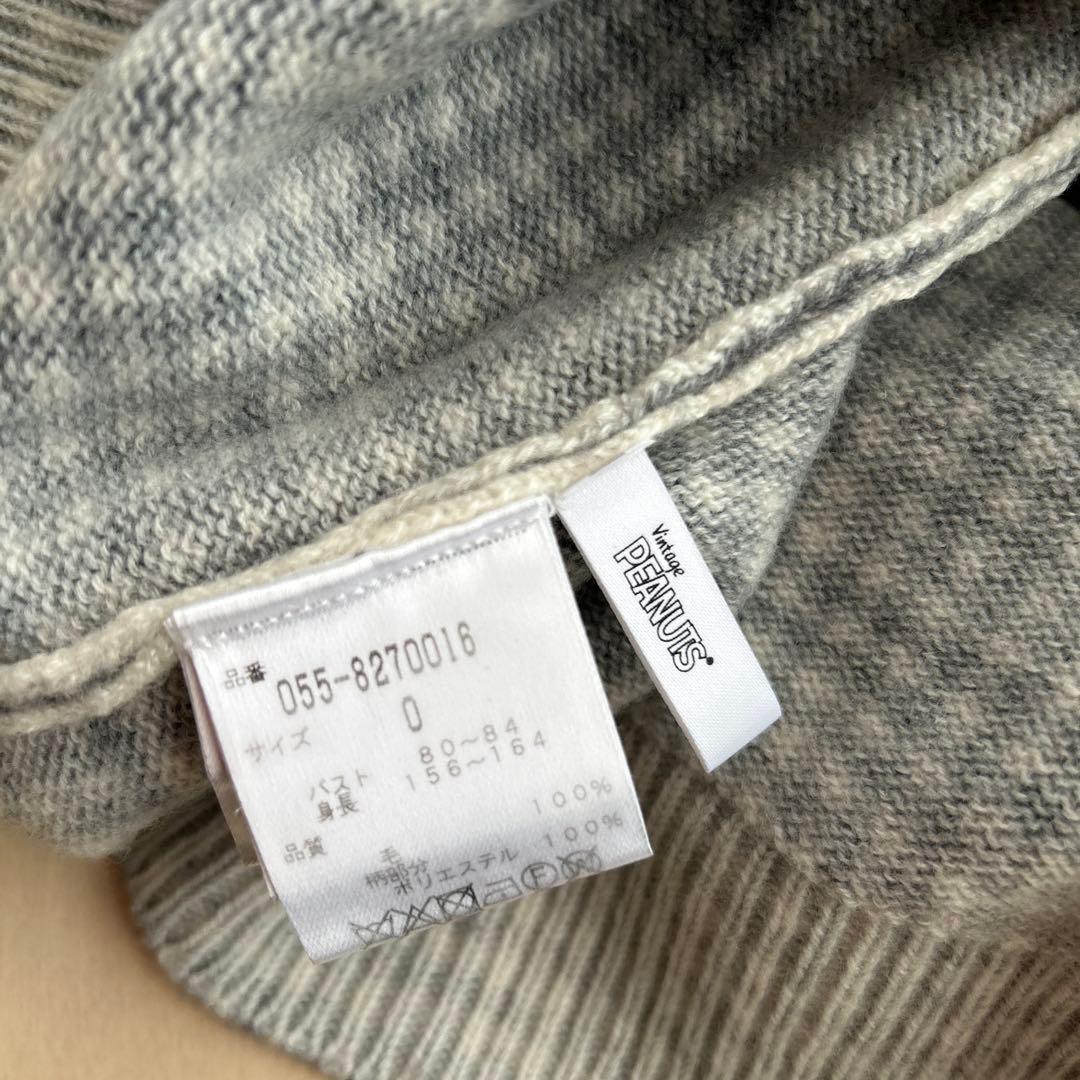 品番 055-8270016
サイズ 0
バスト 80～84
身長 156～164
品質
毛 100%
柄部分
ポリエステル 100%
Vintage
PEANUTS